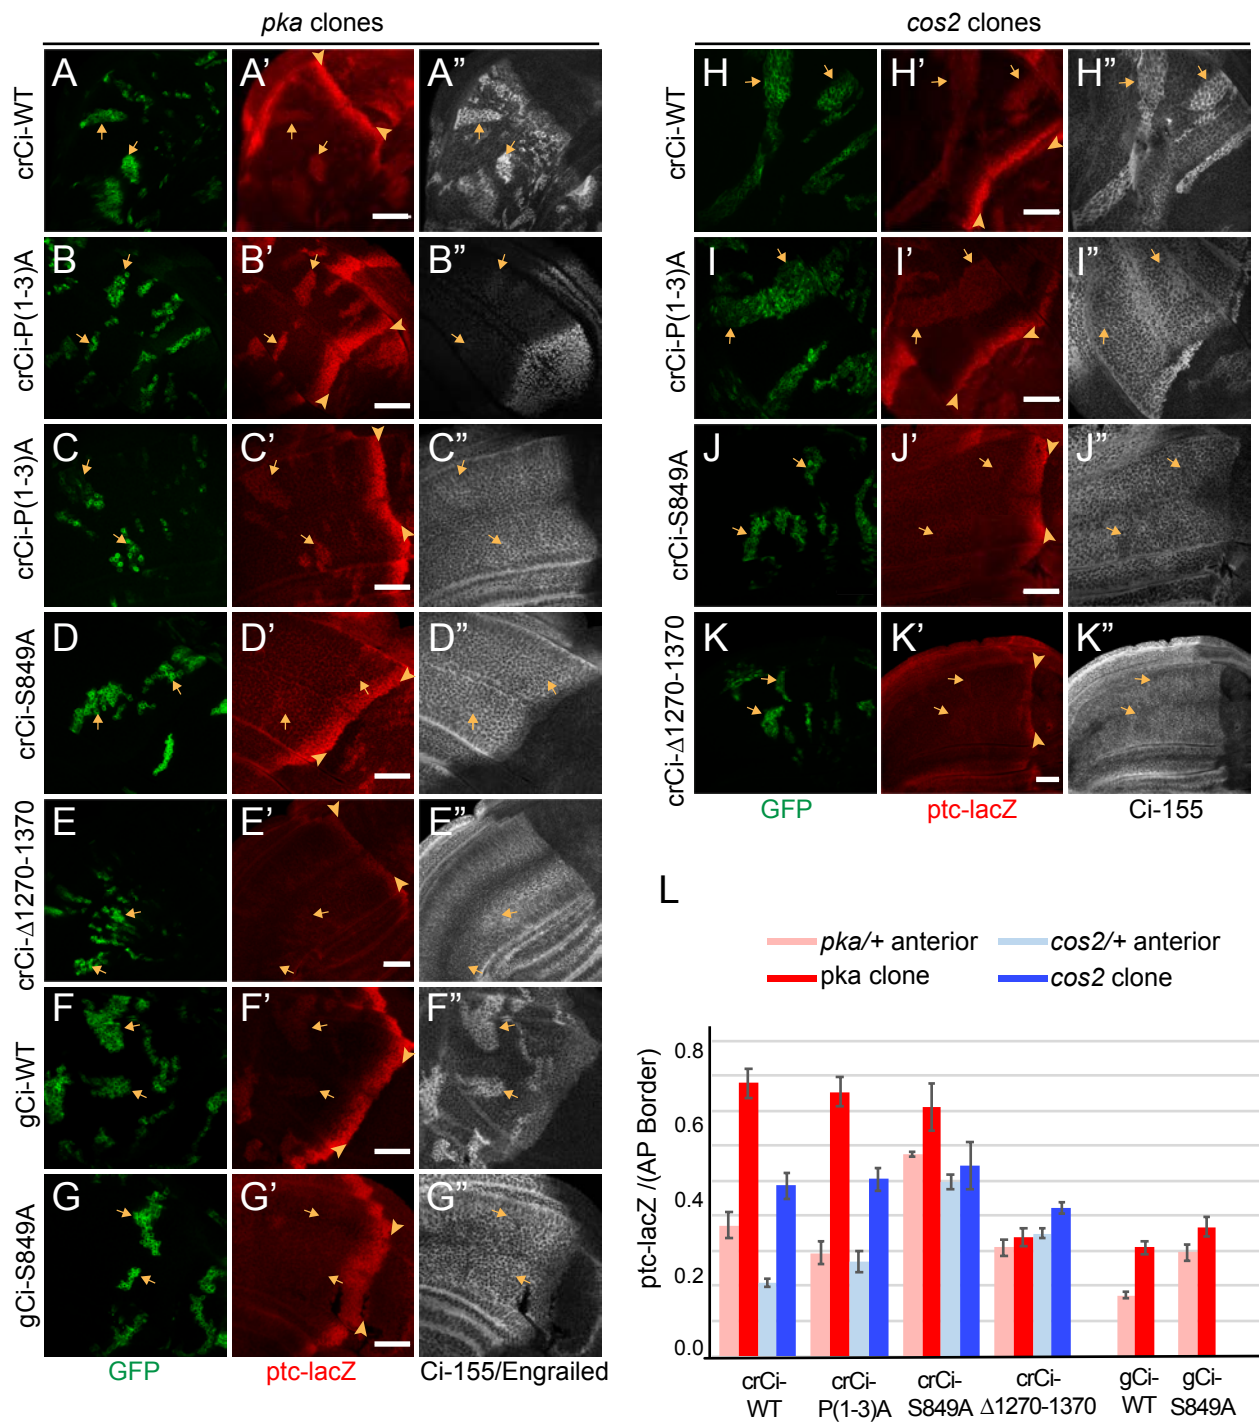 pka clones
cos2 clones
crCi-WT
A
A'
A"
crCi-P(1-3)A
B
B'
B"
crCi-P(1-3)A
C
C'
C"
crCi-S849A
D
D'
D"
crCi-Δ1270-1370
E
E'
E"
gCi-WT
F
F'
F"
gCi-S849A
G
G'
G"
GFP
ptc-lacZ
Ci-155/Engrailed
crCi-WT
H
H'
H"
crCi-P(1-3)A
I
I'
I"
crCi-S849A
J
J'
J"
crCi-Δ1270-1370
K
K'
K"
GFP
ptc-lacZ
Ci-155
L
pka/+ anterior
cos2/+ anterior
pka clone
cos2 clone
ptc-lacZ /(AP Border)
0.8
0.6
0.4
0.2
0.0
crCi-
WT
crCi-
P(1-3)A
crCi-
S849A
crCi-
Δ1270-1370
gCi-
WT
gCi-
S849A